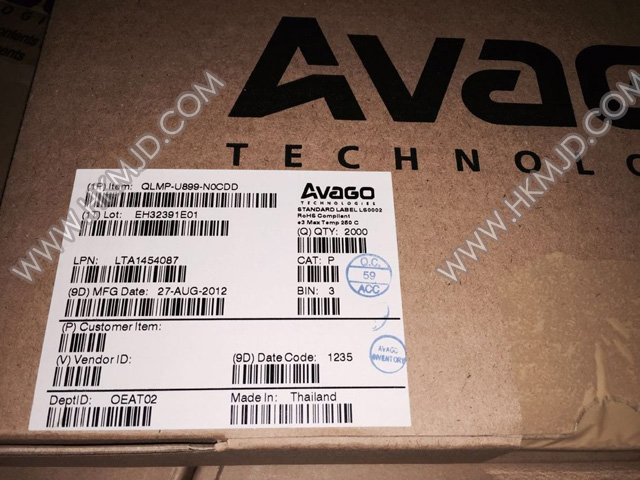 Avago
TECHNOLO
(1P) Item: QLMP-U899-N0CDD
(1T) Lot: EH32391E01
AVAGO
TECHNOLOGIES
STANDARD LABEL LS0002
RoHS Compliant
e3 Max Temp 250 C
(Q) QTY: 2000
LPN: LTA1454087
CAT: P
(9D) MFG Date: 27-AUG-2012
BIN: 3
Q.C.
59
ACC
(P) Customer Item:
(V) Vendor ID:
(9D) Date Code: 1235
AVAGO
INVENTORY
DeptID: OEAT02
Made In: Thailand
WWW.HKMJD.COM
WWW.HKMJD.COM